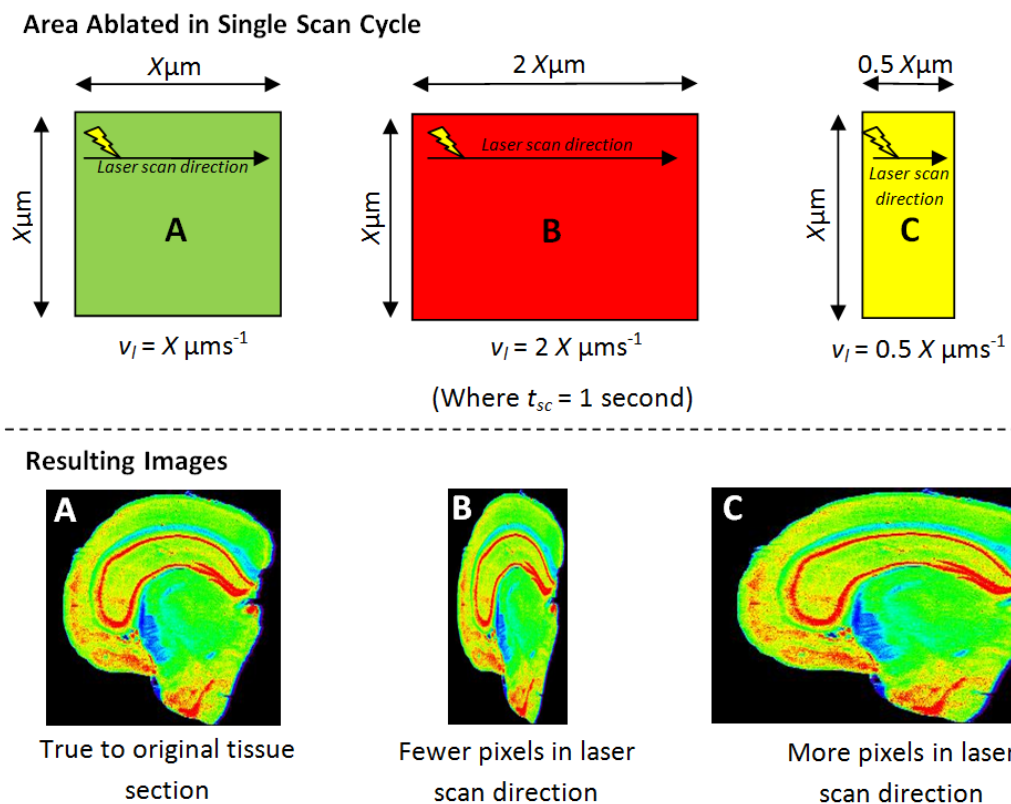 Area Ablated in Single Scan Cycle
Xµm
2 Xµm
0.5 Xµm
Xµm
Laser scan direction
A
Xµm
Laser scan direction
B
Xµm
Laser scan
direction
C
v_l = X µms⁻¹
v_l = 2 X µms⁻¹
v_l = 0.5 X µms⁻¹
(Where t_sc = 1 second)
Resulting Images
A
B
C
True to original tissue
section
Fewer pixels in laser
scan direction
More pixels in laser
scan direction